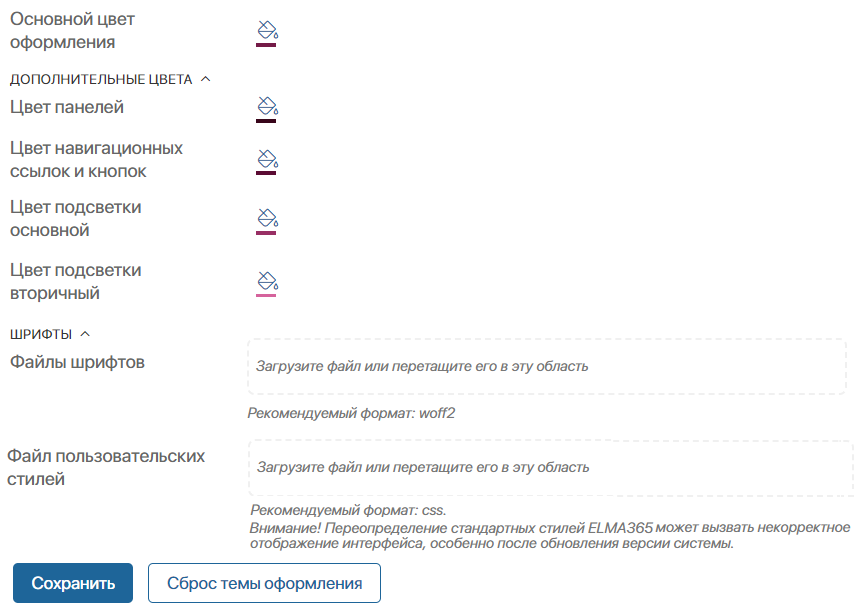 Основной цвет
оформления
ДОПОЛНИТЕЛЬНЫЕ ЦВЕТА
Цвет панелей
Цвет навигационных
ссылок и кнопок
Цвет подсветки
основной
Цвет подсветки
вторичный
ШРИФТЫ
Файлы шрифтов
Загрузите файл или перетащите его в эту область
Рекомендуемый формат: woff2
Файл пользовательских
стилей
Загрузите файл или перетащите его в эту область
Рекомендуемый формат: css.
Внимание! Переопределение стандартных стилей ELMA365 может вызвать некорректное
отображение интерфейса, особенно после обновления версии системы.
Сохранить
Сброс темы оформления